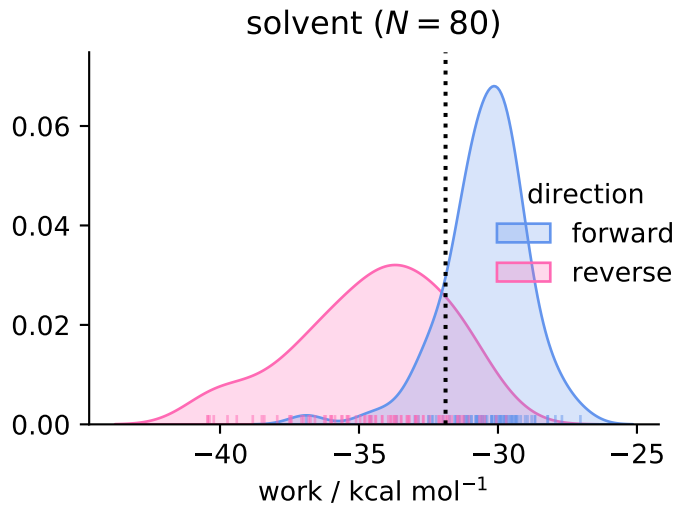 solvent (N = 80)
0.06
0.04
0.02
0.00
direction
forward
reverse
−40 −35 −30 −25
work / kcal mol⁻¹